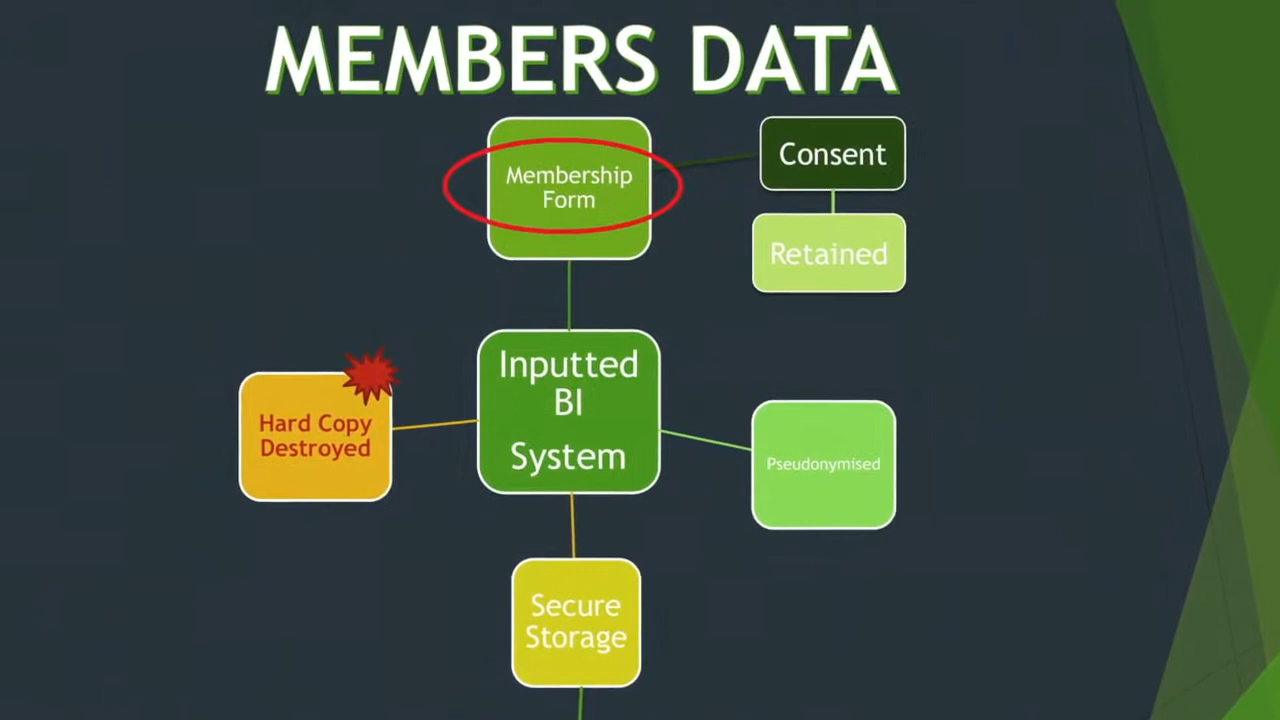 MEMBERS DATA
Membership
Form
Consent
Retained
Inputted
BI
System
Hard Copy
Destroyed
Pseudonymised
Secure
Storage